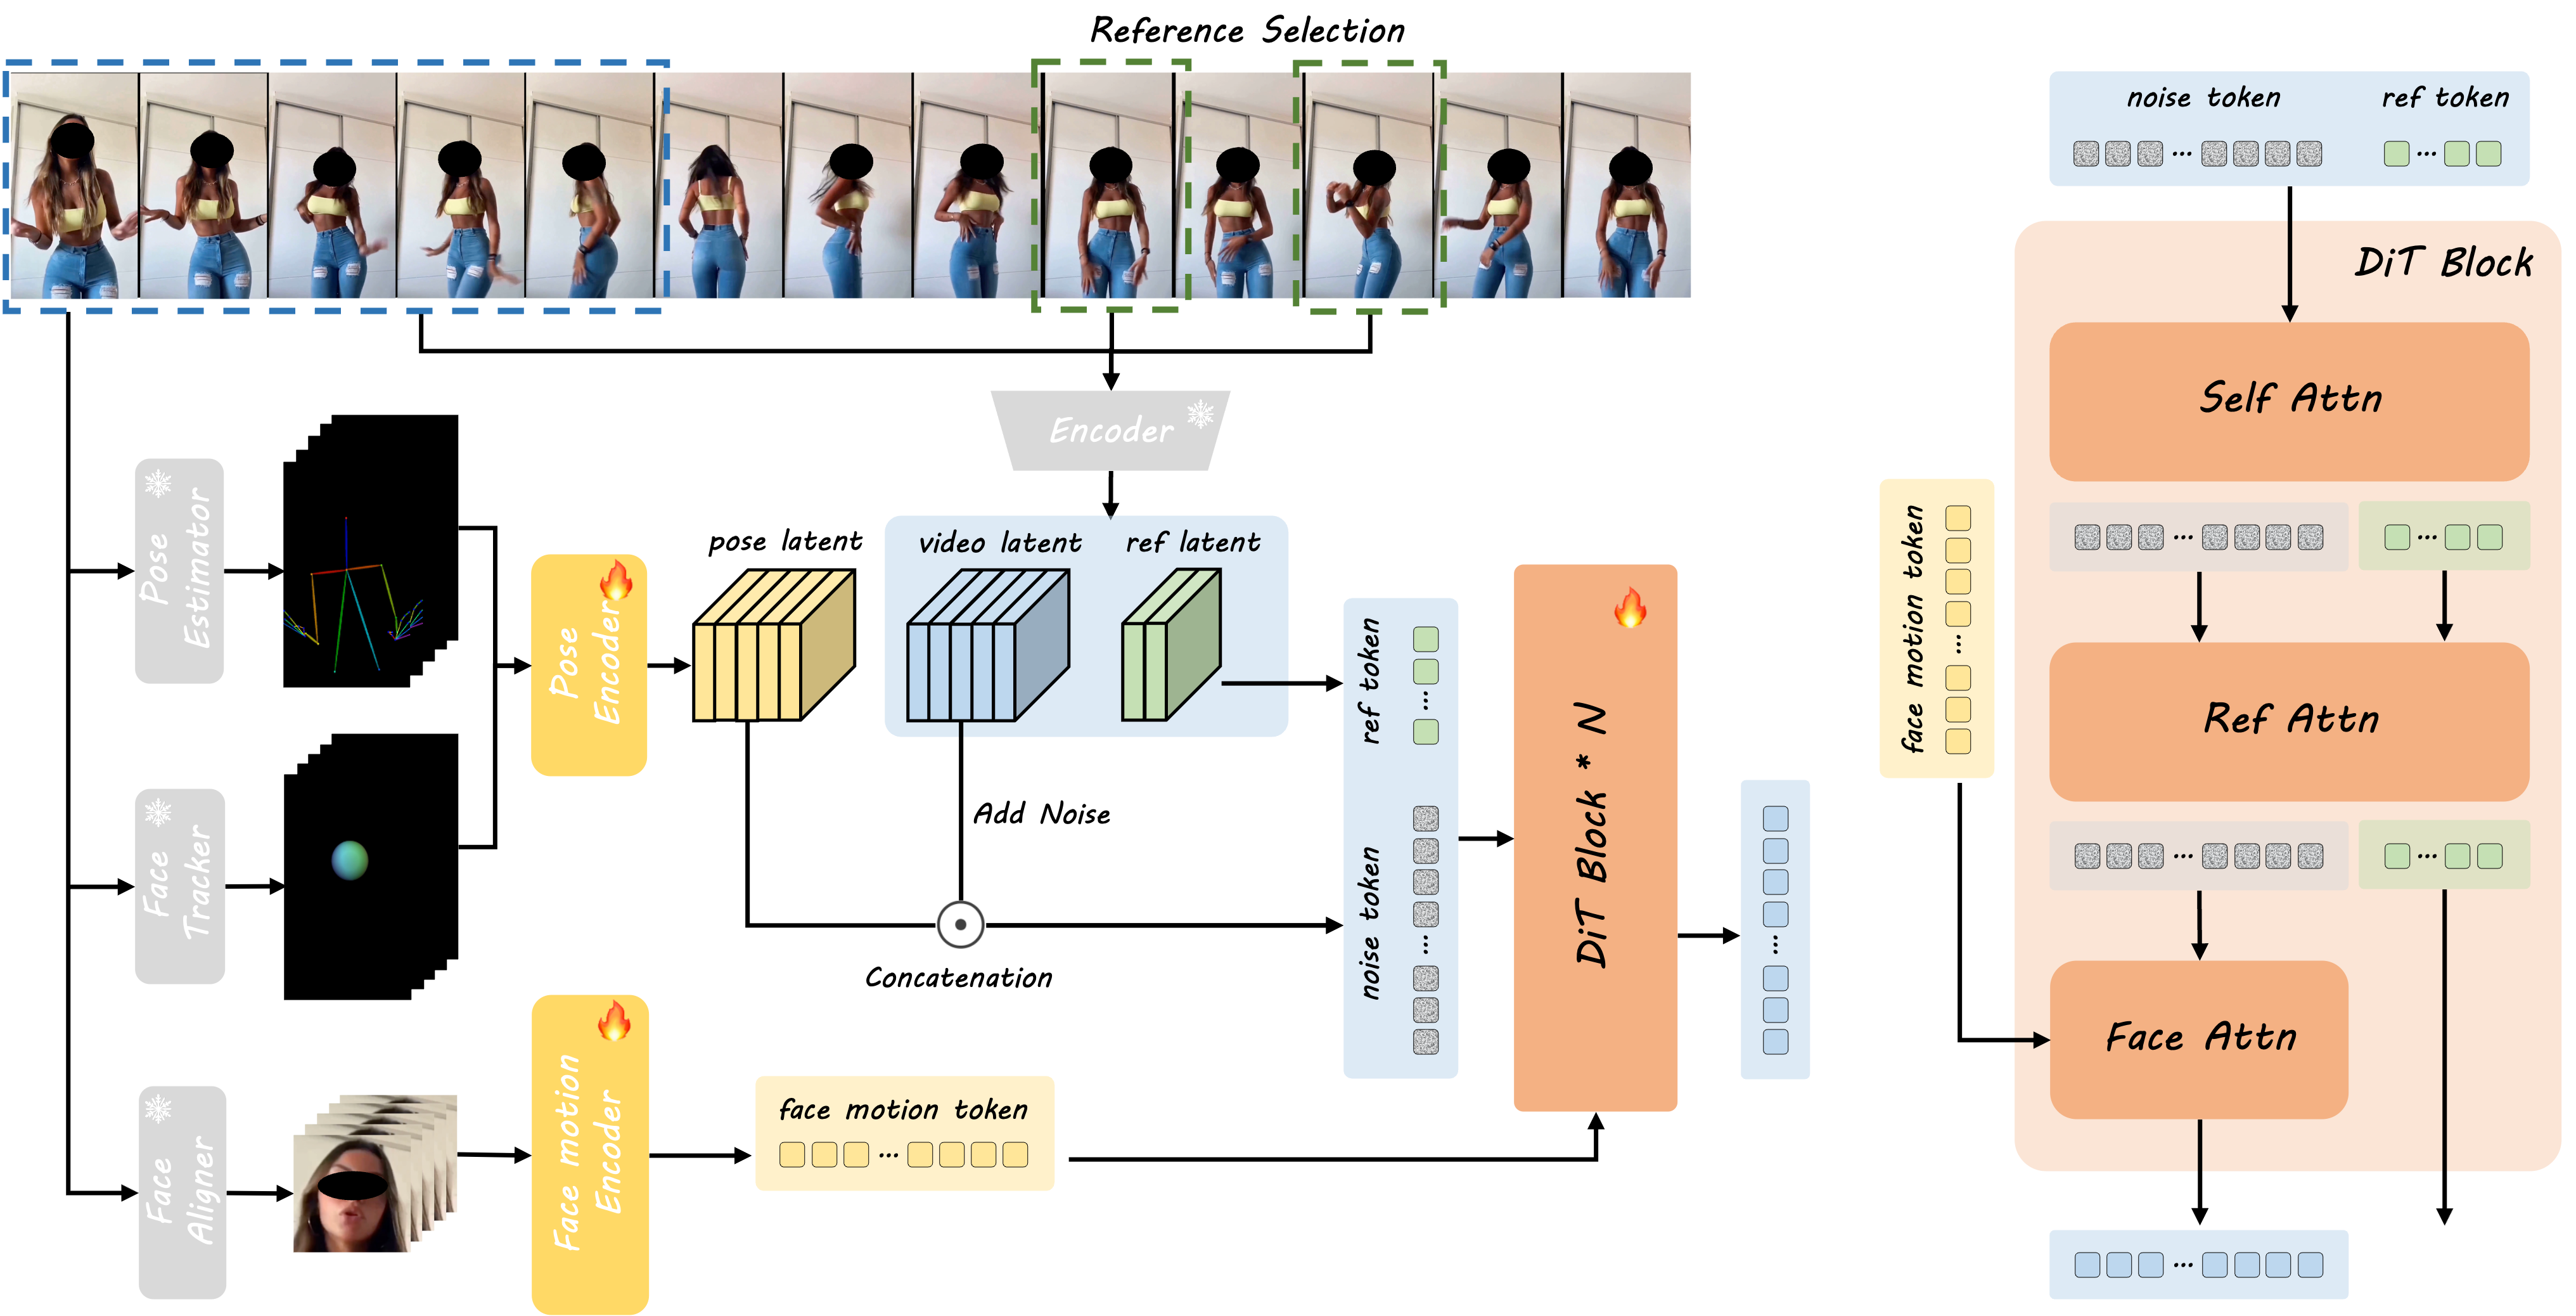 Reference Selection
noise token
ref token
DiT Block
Self Attn
Encoder
Pose
Estimator
Pose
Encoder
pose latent
video latent
ref latent
ref token
noise token
DiT Block * N
face motion token
Ref Attn
Face
Tracker
Add Noise
Concatenation
Face Attn
Face
Aligner
Face motion
Encoder
face motion token